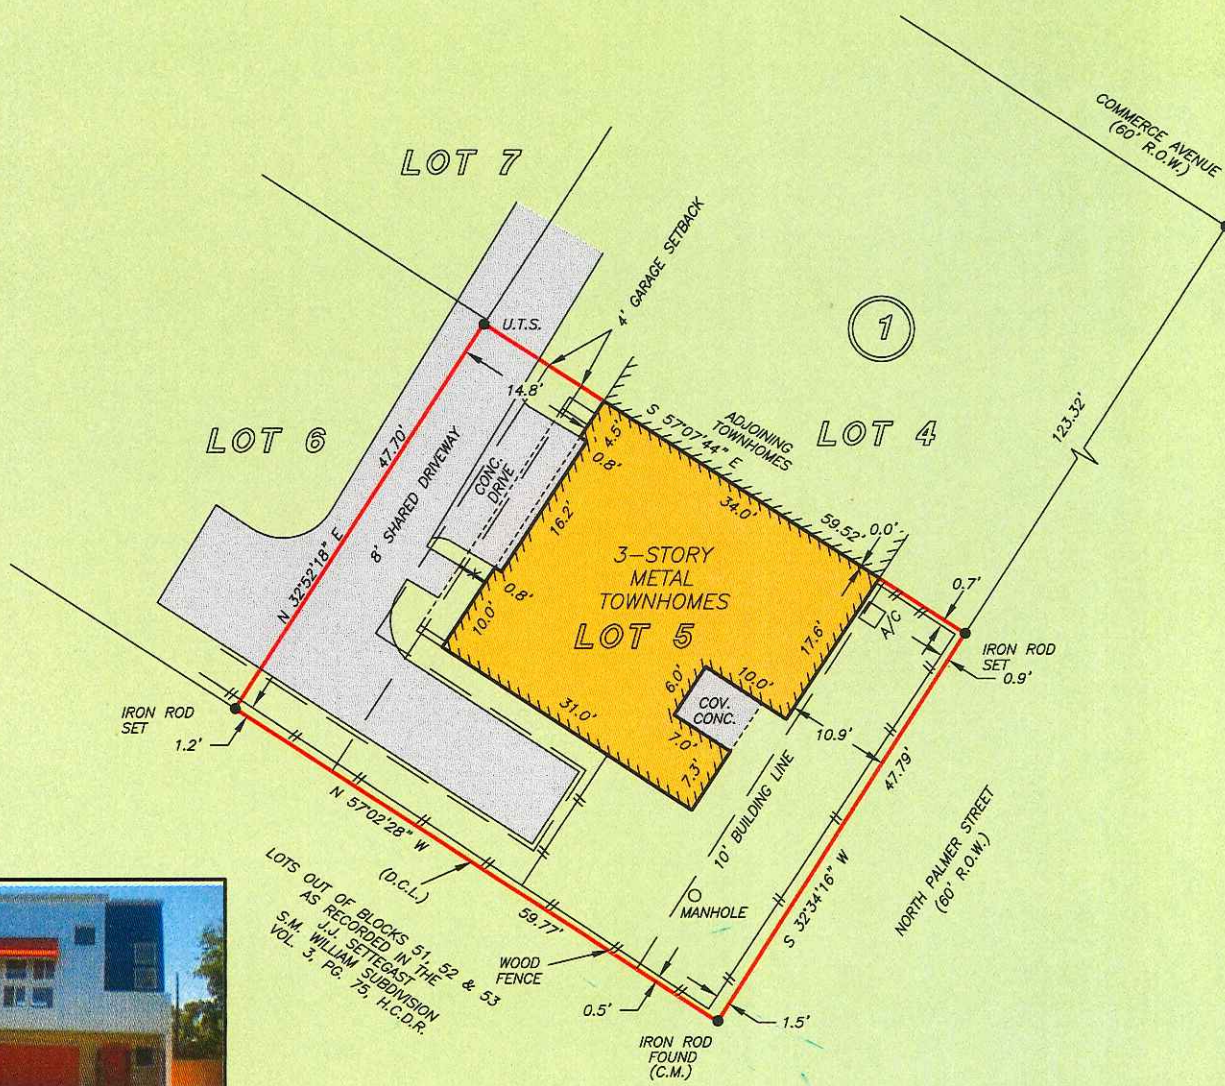 COMMERCE AVENUE
(60' R.O.W.)
LOT 7
4' GARAGE SETBACK
1
U.T.S.
14.8'
LOT 6
47.70'
8' SHARED DRIVEWAY
N 32°52'18" E
CONC.
DRIVE
4.5'
0.8'
16.2'
S 57°07'44" E
ADJOINING
TOWNHOMES
LOT 4
123.32'
34.0'
59.52'
0.0'
0.7'
3-STORY
METAL
TOWNHOMES
LOT 5
0.8'
10.0'
17.6'
A/C
IRON ROD
SET
0.9'
6.0'
10.0'
COV.
CONC.
7.0'
7.3'
31.0'
10.9'
47.79'
10' BUILDING LINE
IRON ROD
SET
1.2'
N 57°02'28" W
(D.C.L.)
59.77'
S 32°34'16" W
NORTH PALMER STREET
(60' R.O.W.)
MANHOLE
LOTS OUT OF BLOCKS 51, 52 & 53
AS RECORDED IN THE
J.J. SETTEGAST
S.M. WILLIAM SUBDIVISION
VOL. 3, PG. 75, H.C.D.R.
WOOD
FENCE
0.5'
1.5'
IRON ROD
FOUND
(C.M.)